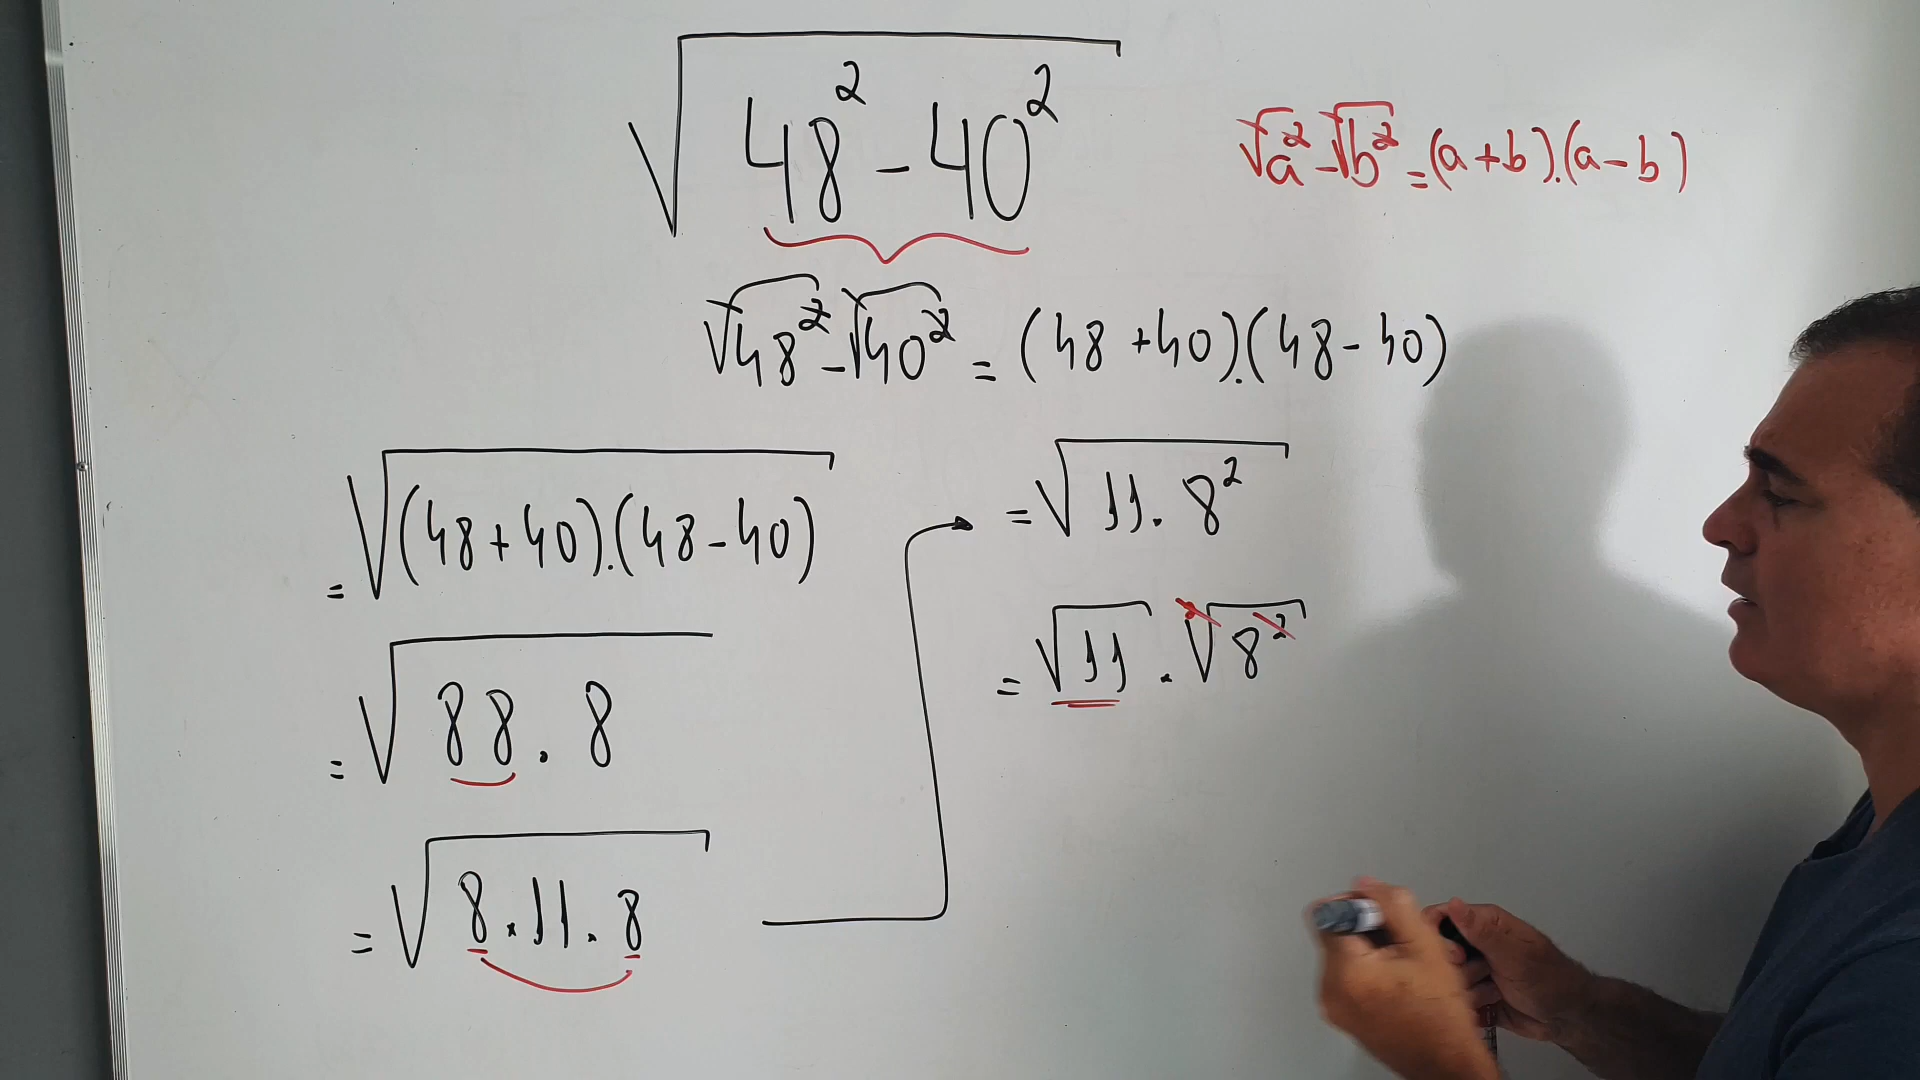 √(48² - 40²)
√a² - √b² = (a + b).(a - b)
√48² - √40² = (48 + 40).(48 - 40)
= √((48 + 40).(48 - 40))
= √(88 . 8)
= √(8 . 11 . 8)
= √(11 . 8²)
= √11 . ²√8²